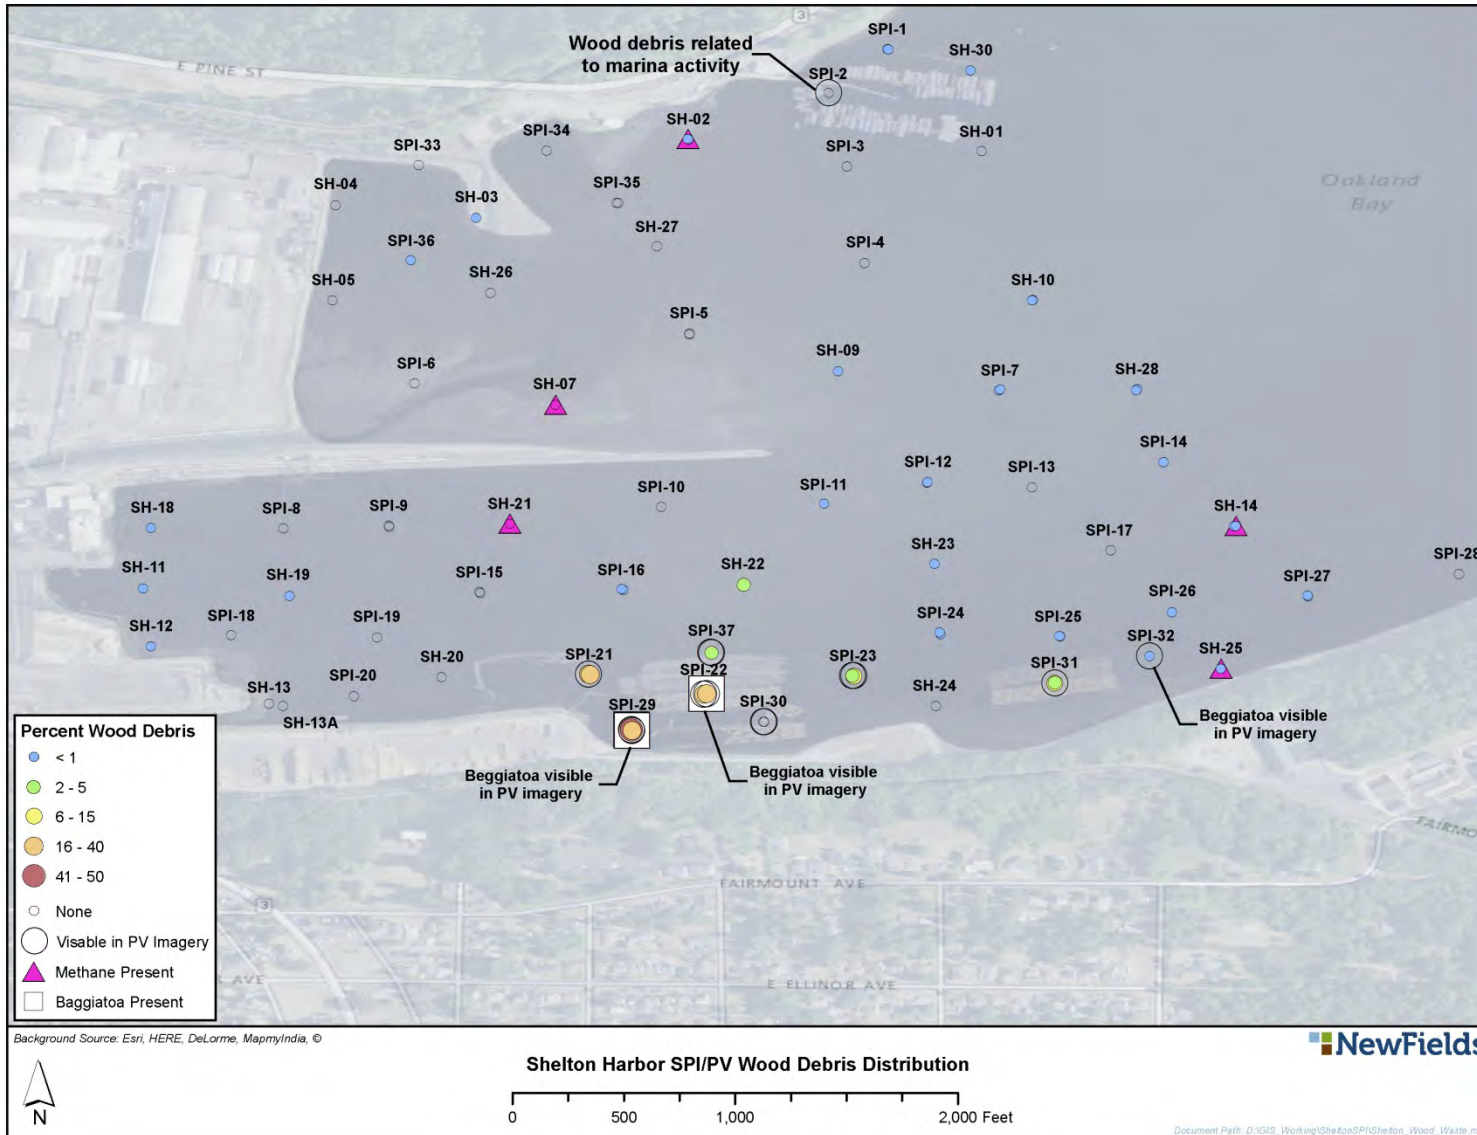 3
SPI-1
Wood debris related
to marina activity
SH-30
E PINE ST
SPI-2
SH-02
SPI-34
SH-01
SPI-33
SPI-3
Oakland
Bay
SH-04
SPI-35
SH-03
SH-27
SPI-36
SPI-4
SH-26
SH-05
SH-10
SPI-5
SH-09
SPI-6
SPI-7
SH-28
SH-07
SPI-14
SPI-12
SPI-13
SPI-11
SPI-10
SH-18
SPI-8
SPI-9
SH-21
SH-14
SPI-17
SH-23
SPI-28
SH-11
SH-19
SPI-15
SPI-16
SH-22
SPI-27
SPI-26
SH-12
SPI-18
SPI-19
SPI-24
SPI-25
SPI-37
SPI-32
SH-25
SPI-21
SPI-23
SH-20
SPI-22
SPI-31
SH-13
SPI-20
SH-24
SPI-29
SPI-30
SH-13A
Beggiatoa visible
in PV imagery
Beggiatoa visible
in PV imagery
Beggiatoa visible
in PV imagery
Percent Wood Debris
< 1
2 - 5
6 - 15
16 - 40
41 - 50
None
Visable in PV Imagery
Methane Present
Baggiatoa Present
FAIRMO
FAIRMOUNT AVE
3
R AVE
E ELLINOR AVE
Background Source: Esri, HERE, DeLorme, MapmyIndia, ©
NewFields
Shelton Harbor SPI/PV Wood Debris Distribution
N
0 500 1,000 2,000 Feet
Document Path: D:\GIS_Working\SheltonSPI\Shelton_Wood_Waste.m